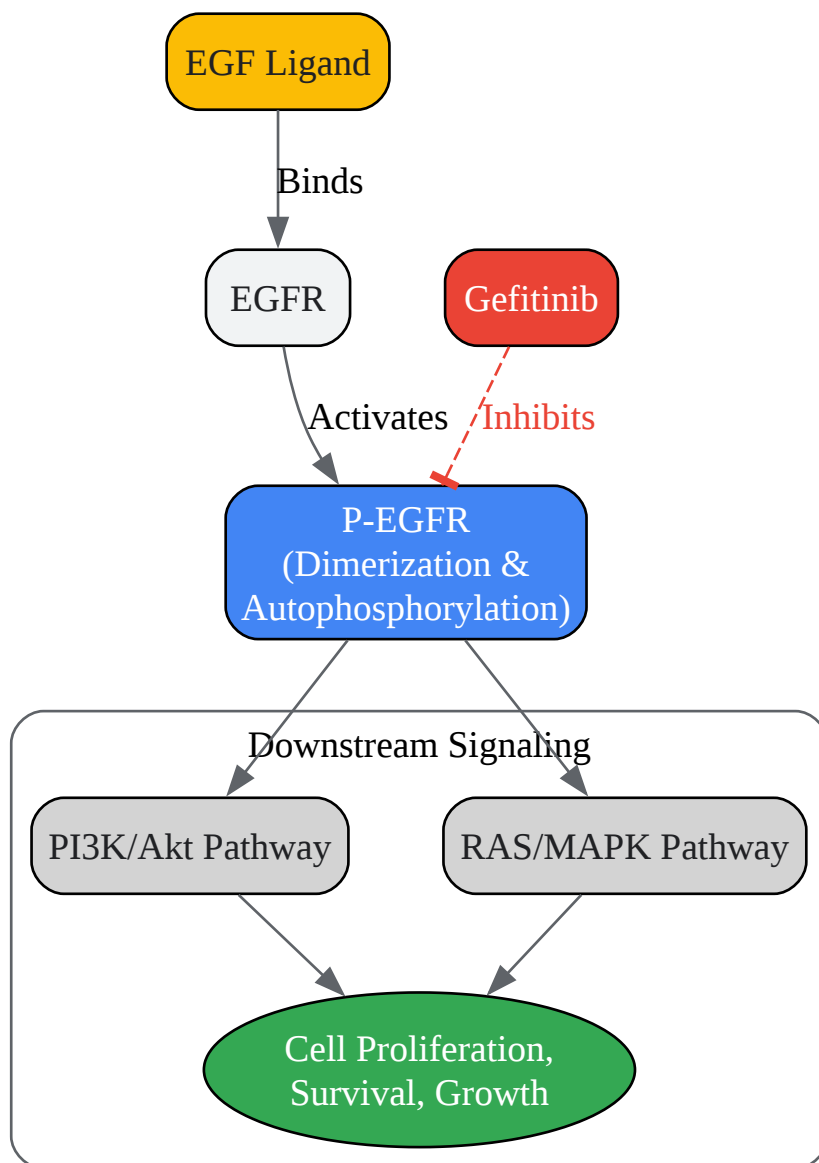 EGF Ligand
Binds
EGFR
Gefitinib
Activates
Inhibits
P-EGFR
(Dimerization &
Autophosphorylation)
Downstream Signaling
PI3K/Akt Pathway
RAS/MAPK Pathway
Cell Proliferation,
Survival, Growth